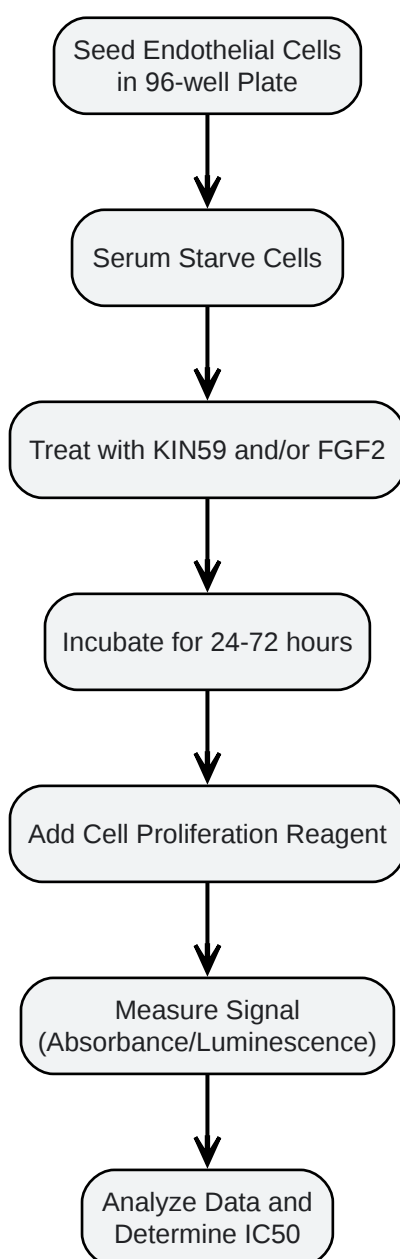 Seed Endothelial Cells
in 96-well Plate
Serum Starve Cells
Treat with KIN59 and/or FGF2
Incubate for 24-72 hours
Add Cell Proliferation Reagent
Measure Signal
(Absorbance/Luminescence)
Analyze Data and
Determine IC50